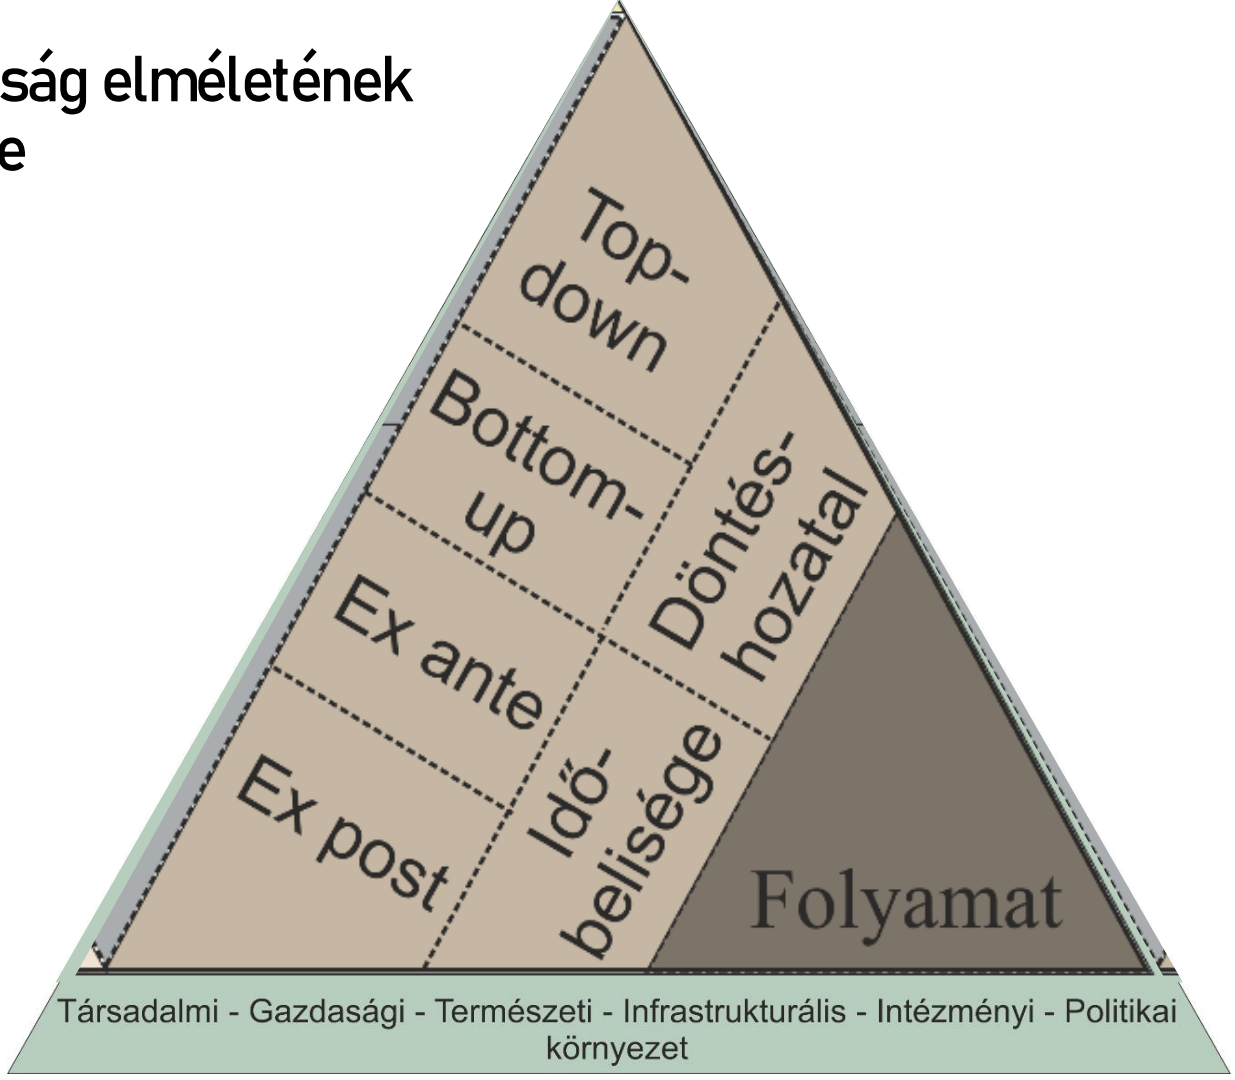 ság elméletének
e
Top-
down
Bottom-
up
Ex ante
Ex post
Döntés-
hozatal
Idő-
belisége
Folyamat
Társadalmi - Gazdasági - Természeti - Infrastrukturális - Intézményi - Politikai
környezet